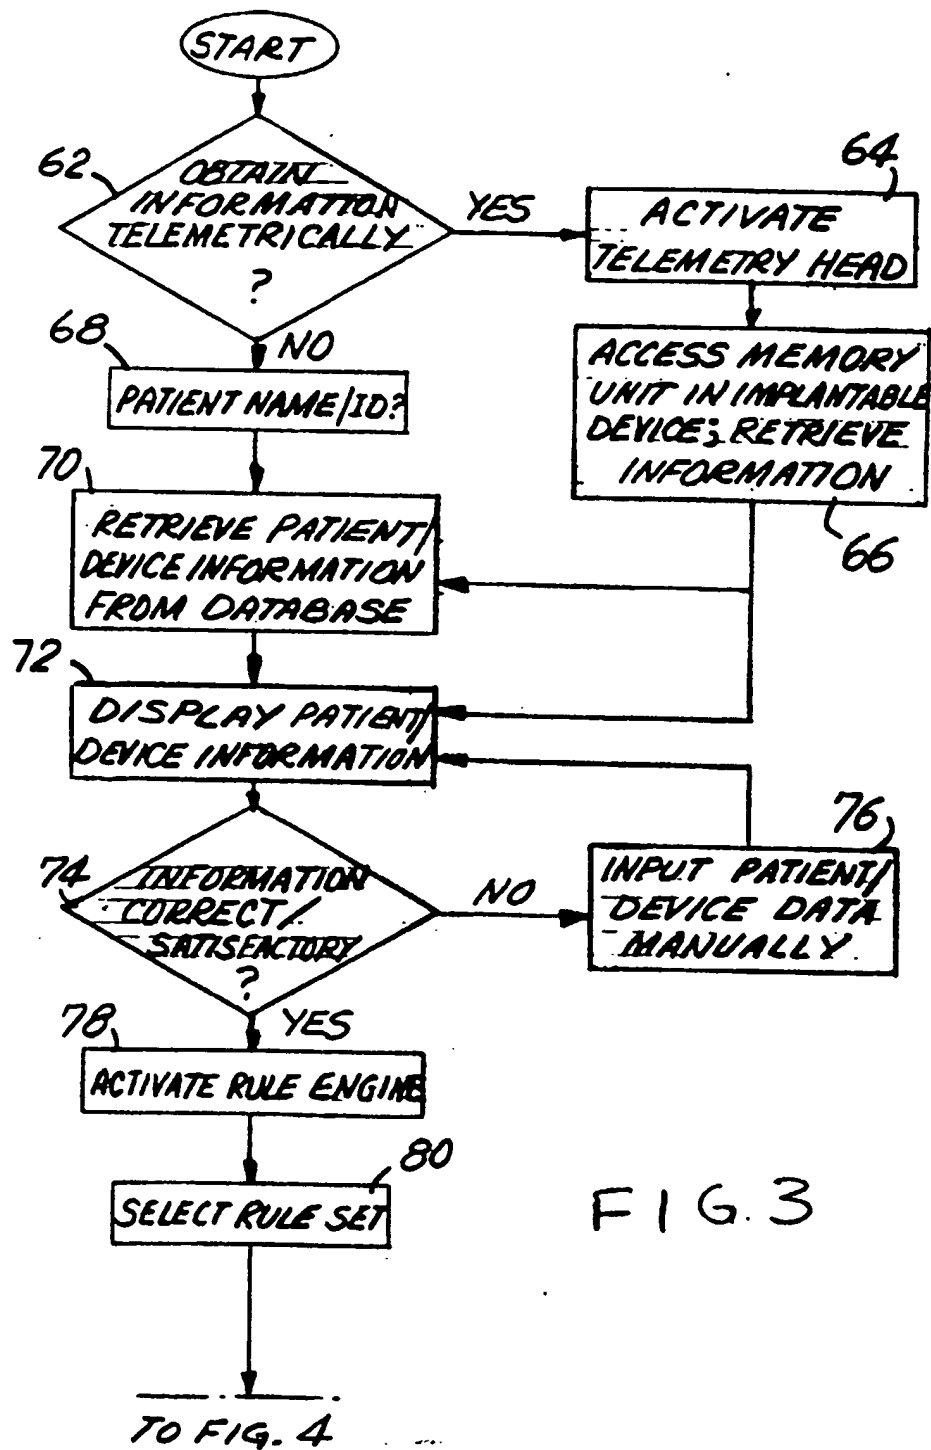 START
62
OBTAIN
INFORMATION
TELEMETRICALLY
?
YES
64
ACTIVATE
TELEMETRY HEAD
ACCESS MEMORY
UNIT IN IMPLANTABLE
DEVICE; RETRIEVE
INFORMATION
66
NO
68
PATIENT NAME/ID?
70
RETRIEVE PATIENT/
DEVICE INFORMATION
FROM DATABASE
72
DISPLAY PATIENT/
DEVICE INFORMATION
74
INFORMATION
CORRECT/
SATISFACTORY
?
NO
76
INPUT PATIENT/
DEVICE DATA
MANUALLY
YES
78
ACTIVATE RULE ENGINE
80
SELECT RULE SET
FIG. 3
TO FIG. 4